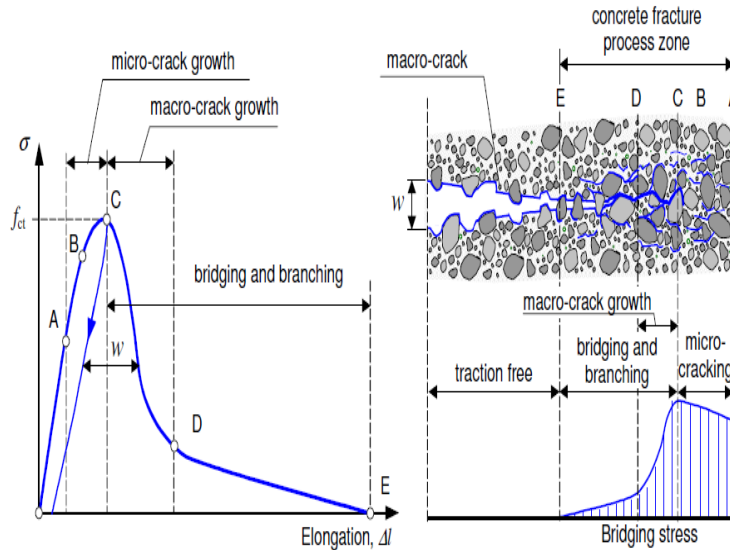 micro-crack growth
macro-crack growth
σ
C
fct
B
bridging and branching
A
w
D
E
Elongation, Δl
concrete fracture
process zone
macro-crack
E
D
C
B
A
w
macro-crack growth
bridging and
branching
micro-
cracking
traction free
Bridging stress